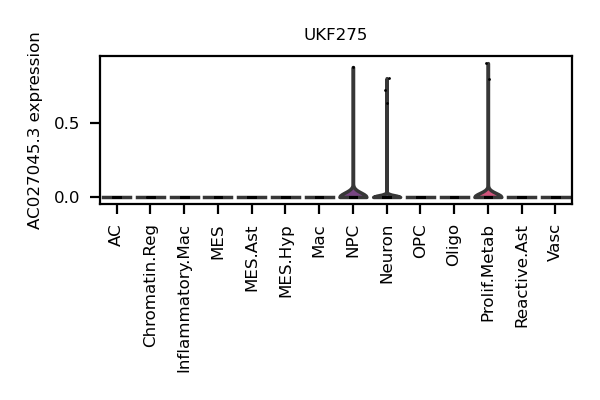 UKF275
AC027045.3 expression
0.5
0.0
AC
Chromatin.Reg
Inflammatory.Mac
MES
MES.Ast
MES.Hyp
Mac
NPC
Neuron
OPC
Oligo
Prolif.Metab
Reactive.Ast
Vasc